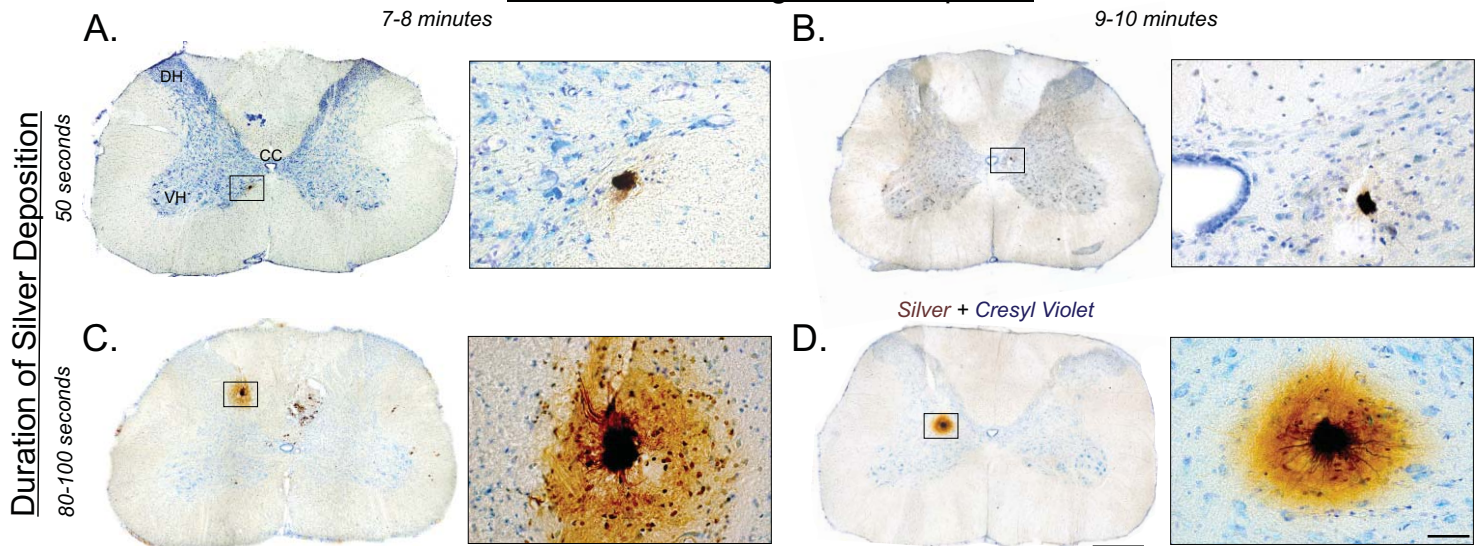 7-8 minutes
9-10 minutes
A.
B.
Duration of Silver Deposition
50 seconds
DH
CC
VH
Silver + Cresyl Violet
C.
D.
80-100 seconds